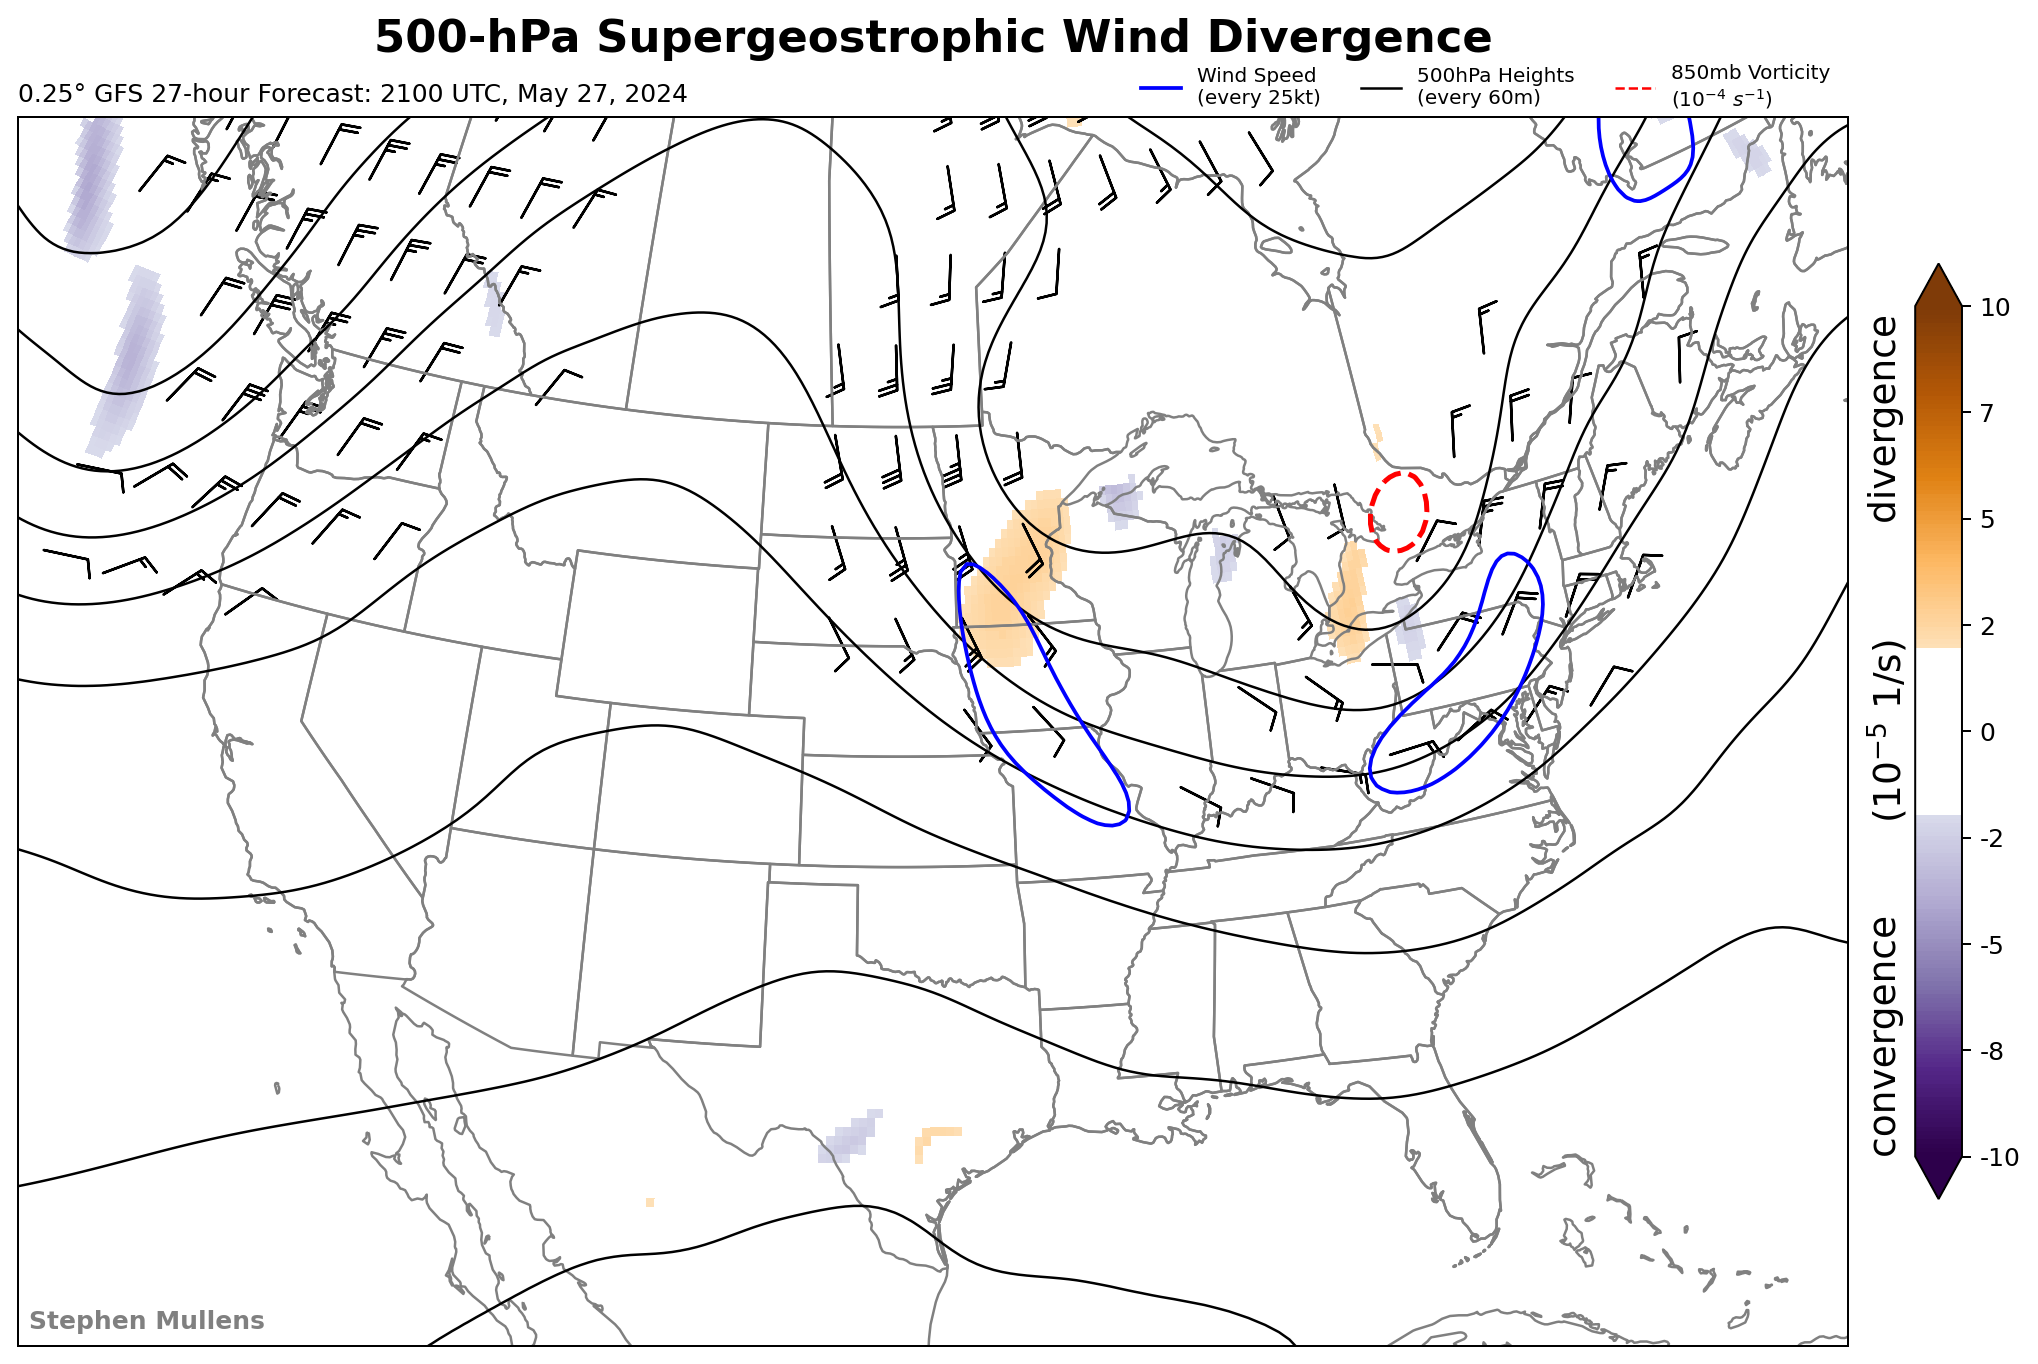 500-hPa Supergeostrophic Wind Divergence
0.25° GFS 27-hour Forecast: 2100 UTC, May 27, 2024
Wind Speed
(every 25kt)
500hPa Heights
(every 60m)
850mb Vorticity
(10⁻⁴ s⁻¹)
10
7
5
2
0
-2
-5
-8
-10
convergence (10⁻⁵ 1/s) divergence
Stephen Mullens